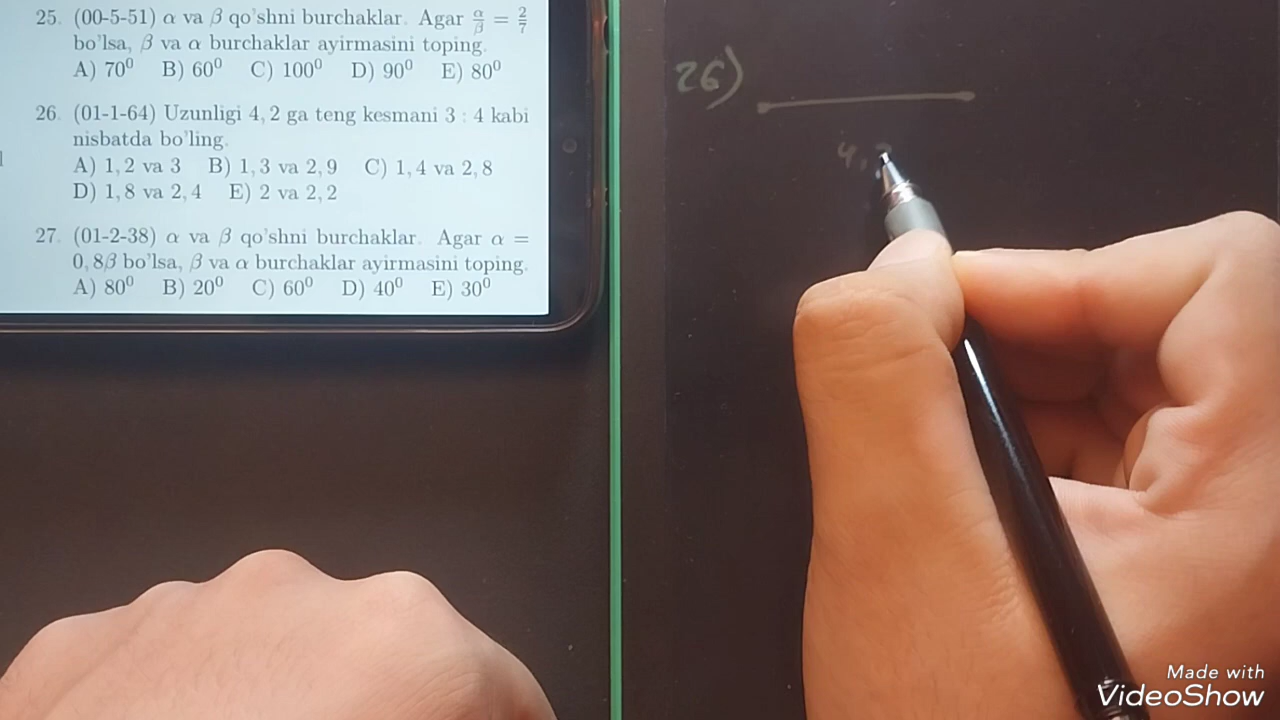 25. (00-5-51) α va β qo'shni burchaklar. Agar α/β = 2/7
bo'lsa, β va α burchaklar ayirmasini toping.
A) 70⁰ B) 60⁰ C) 100⁰ D) 90⁰ E) 80⁰
26. (01-1-64) Uzunligi 4, 2 ga teng kesmani 3 : 4 kabi
nisbatda bo'ling.
A) 1, 2 va 3 B) 1, 3 va 2, 9 C) 1, 4 va 2, 8
D) 1, 8 va 2, 4 E) 2 va 2, 2
27. (01-2-38) α va β qo'shni burchaklar. Agar α =
0, 8β bo'lsa, β va α burchaklar ayirmasini toping.
A) 80⁰ B) 20⁰ C) 60⁰ D) 40⁰ E) 30⁰
26)
4,
Made with
VideoShow